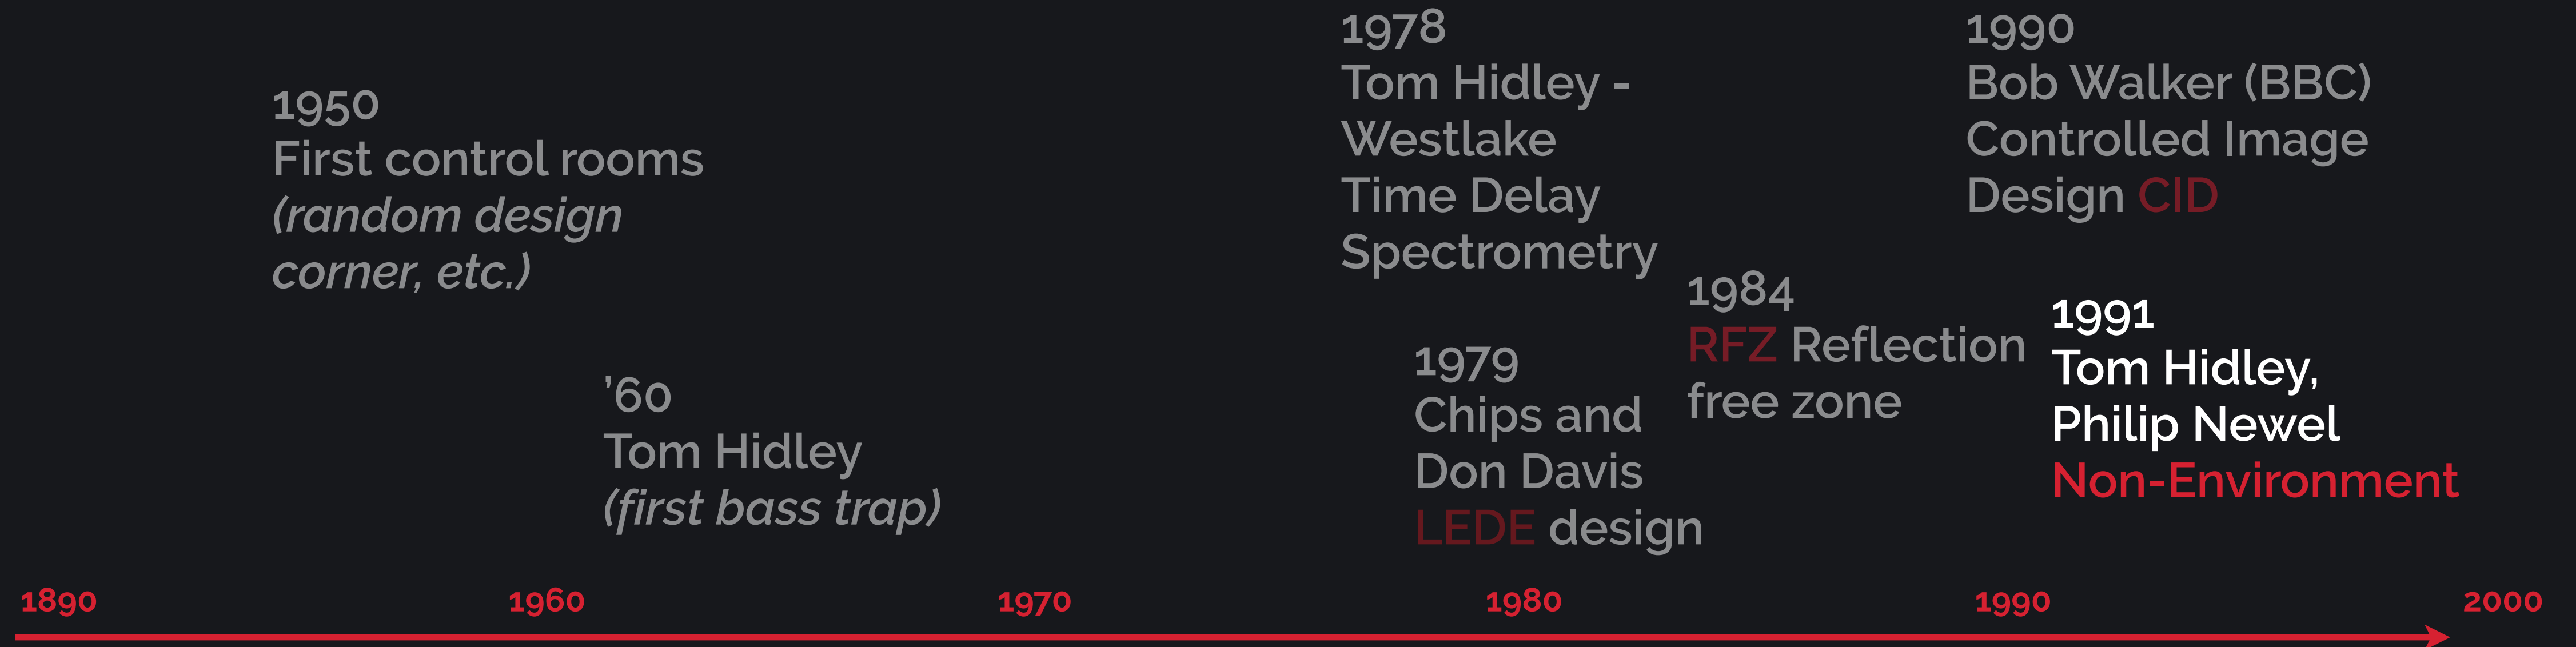 1950
First control rooms
(random design
corner, etc.)
’60
Tom Hidley
(first bass trap)
1978
Tom Hidley -
Westlake
Time Delay
Spectrometry
1979
Chips and
Don Davis
LEDE design
1984
RFZ Reflection
free zone
1990
Bob Walker (BBC)
Controlled Image
Design CID
1991
Tom Hidley,
Philip Newel
Non-Environment
1890
1960
1970
1980
1990
2000